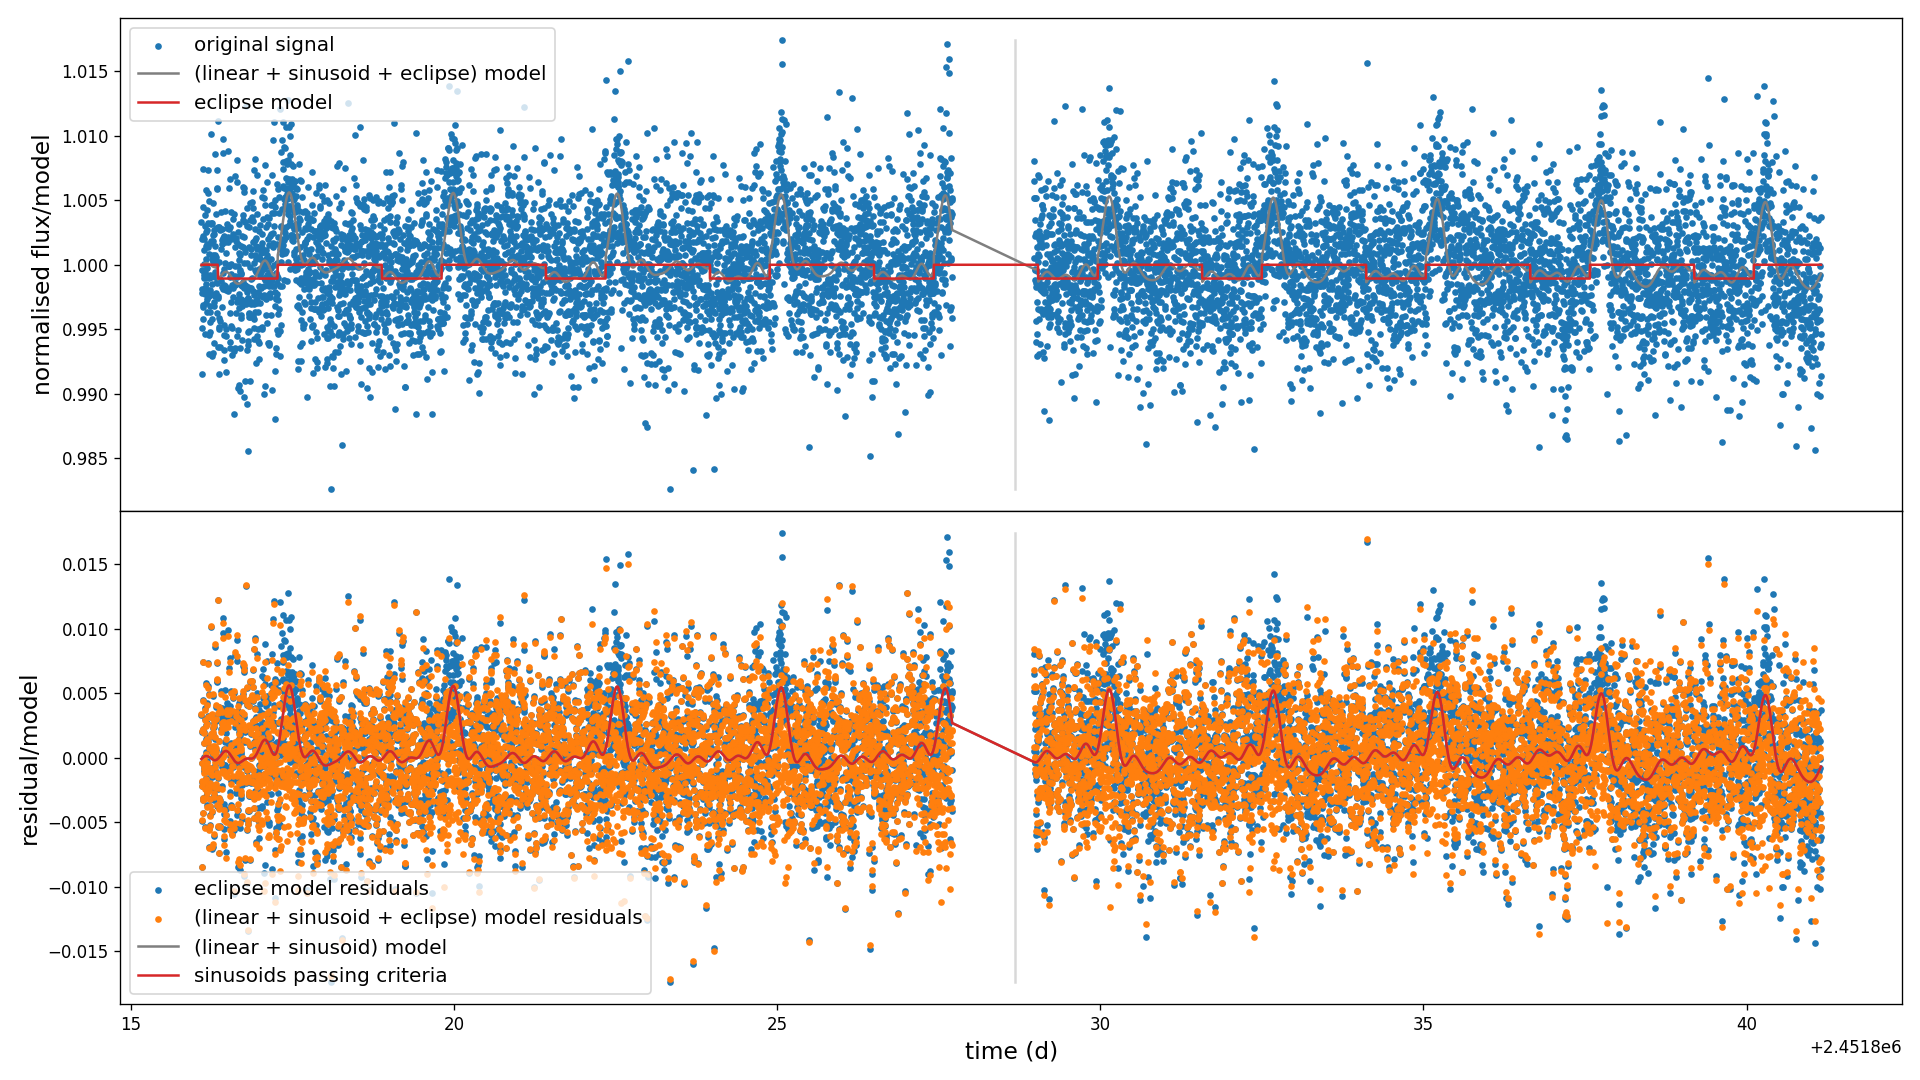 original signal
(linear + sinusoid + eclipse) model
eclipse model
normalised flux/model
1.015
1.010
1.005
1.000
0.995
0.990
0.985
residual/model
0.015
0.010
0.005
0.000
−0.005
−0.010
−0.015
eclipse model residuals
(linear + sinusoid + eclipse) model residuals
(linear + sinusoid) model
sinusoids passing criteria
15 20 25 30 35 40
time (d)
+2.4518e6